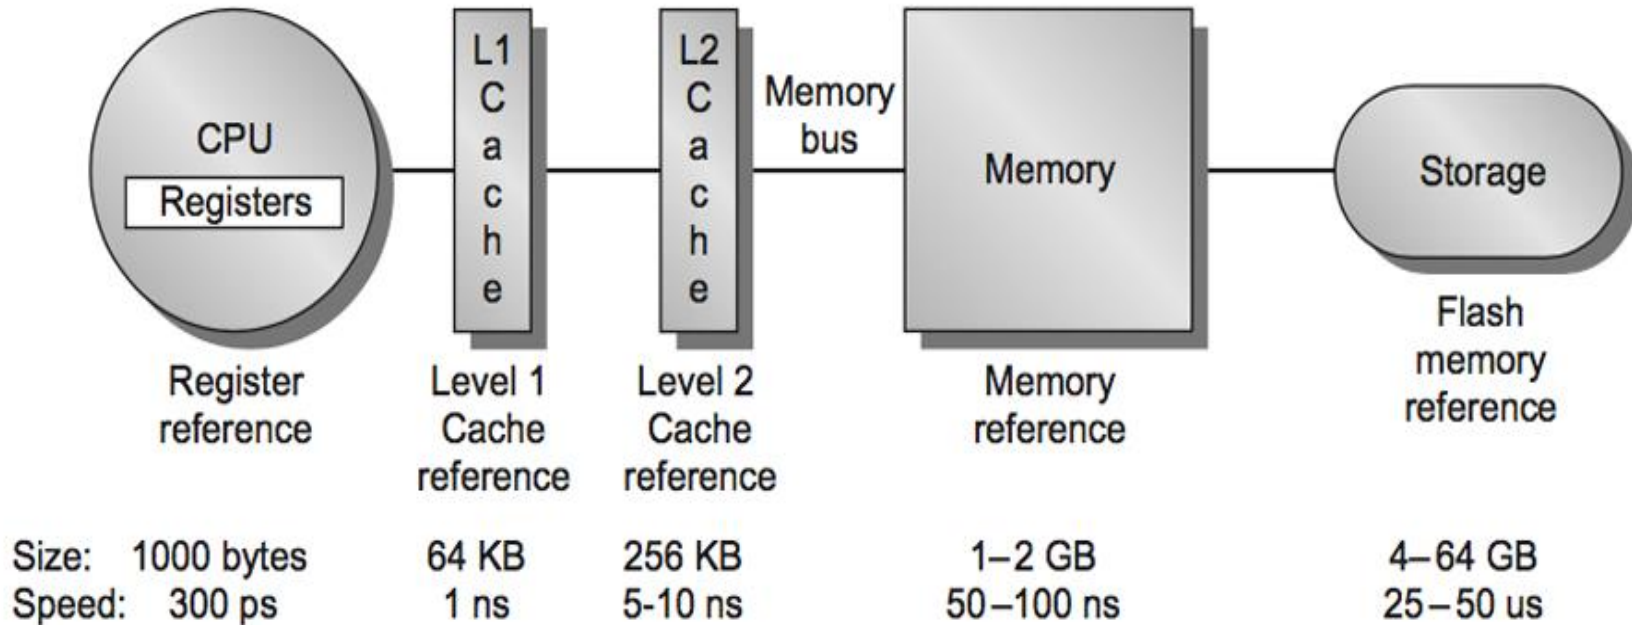 CPU
Registers
L1
C
a
c
h
e
L2
C
a
c
h
e
Memory
bus
Memory
Storage
Register
reference
Level 1
Cache
reference
Level 2
Cache
reference
Memory
reference
Flash
memory
reference
Size: 1000 bytes 64 KB 256 KB 1–2 GB 4–64 GB
Speed: 300 ps 1 ns 5-10 ns 50–100 ns 25–50 us